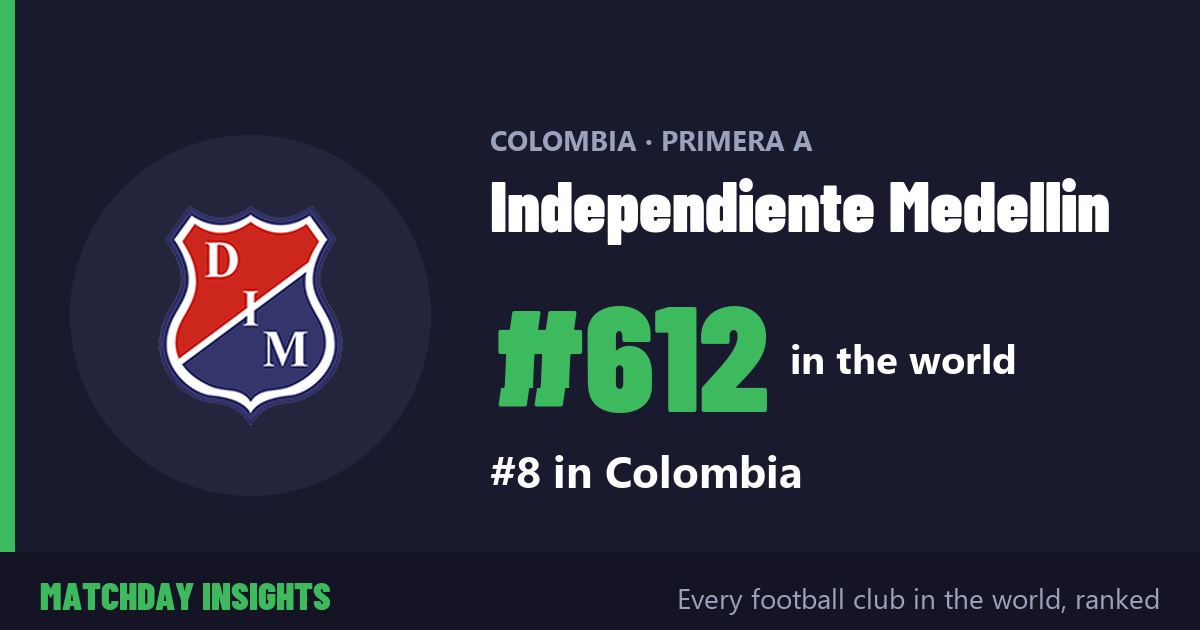 COLOMBIA · PRIMERA A
Independiente Medellin
D
I
M
#612 in the world
#8 in Colombia
MATCHDAY INSIGHTS
Every football club in the world, ranked